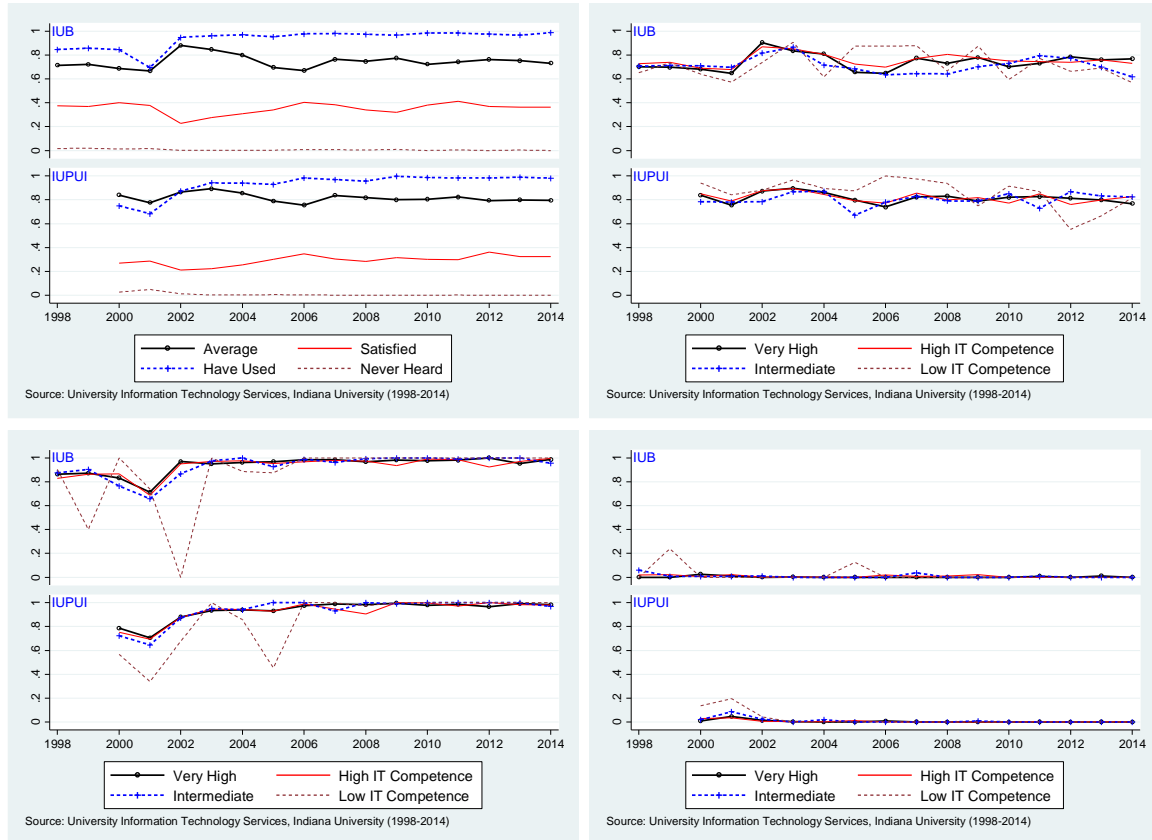 IUB
0 .2 .4 .6 .8 1
IUPUI
0 .2 .4 .6 .8 1
1998 2000 2002 2004 2006 2008 2010 2012 2014
Average Satisfied
Have Used Never Heard
Source: University Information Technology Services, Indiana University (1998-2014)
IUB
0 .2 .4 .6 .8 1
IUPUI
0 .2 .4 .6 .8 1
1998 2000 2002 2004 2006 2008 2010 2012 2014
Very High High IT Competence
Intermediate Low IT Competence
Source: University Information Technology Services, Indiana University (1998-2014)
IUB
0 .2 .4 .6 .8 1
IUPUI
0 .2 .4 .6 .8 1
1998 2000 2002 2004 2006 2008 2010 2012 2014
Very High High IT Competence
Intermediate Low IT Competence
Source: University Information Technology Services, Indiana University (1998-2014)
IUB
0 .2 .4 .6 .8 1
IUPUI
0 .2 .4 .6 .8 1
1998 2000 2002 2004 2006 2008 2010 2012 2014
Very High High IT Competence
Intermediate Low IT Competence
Source: University Information Technology Services, Indiana University (1998-2014)